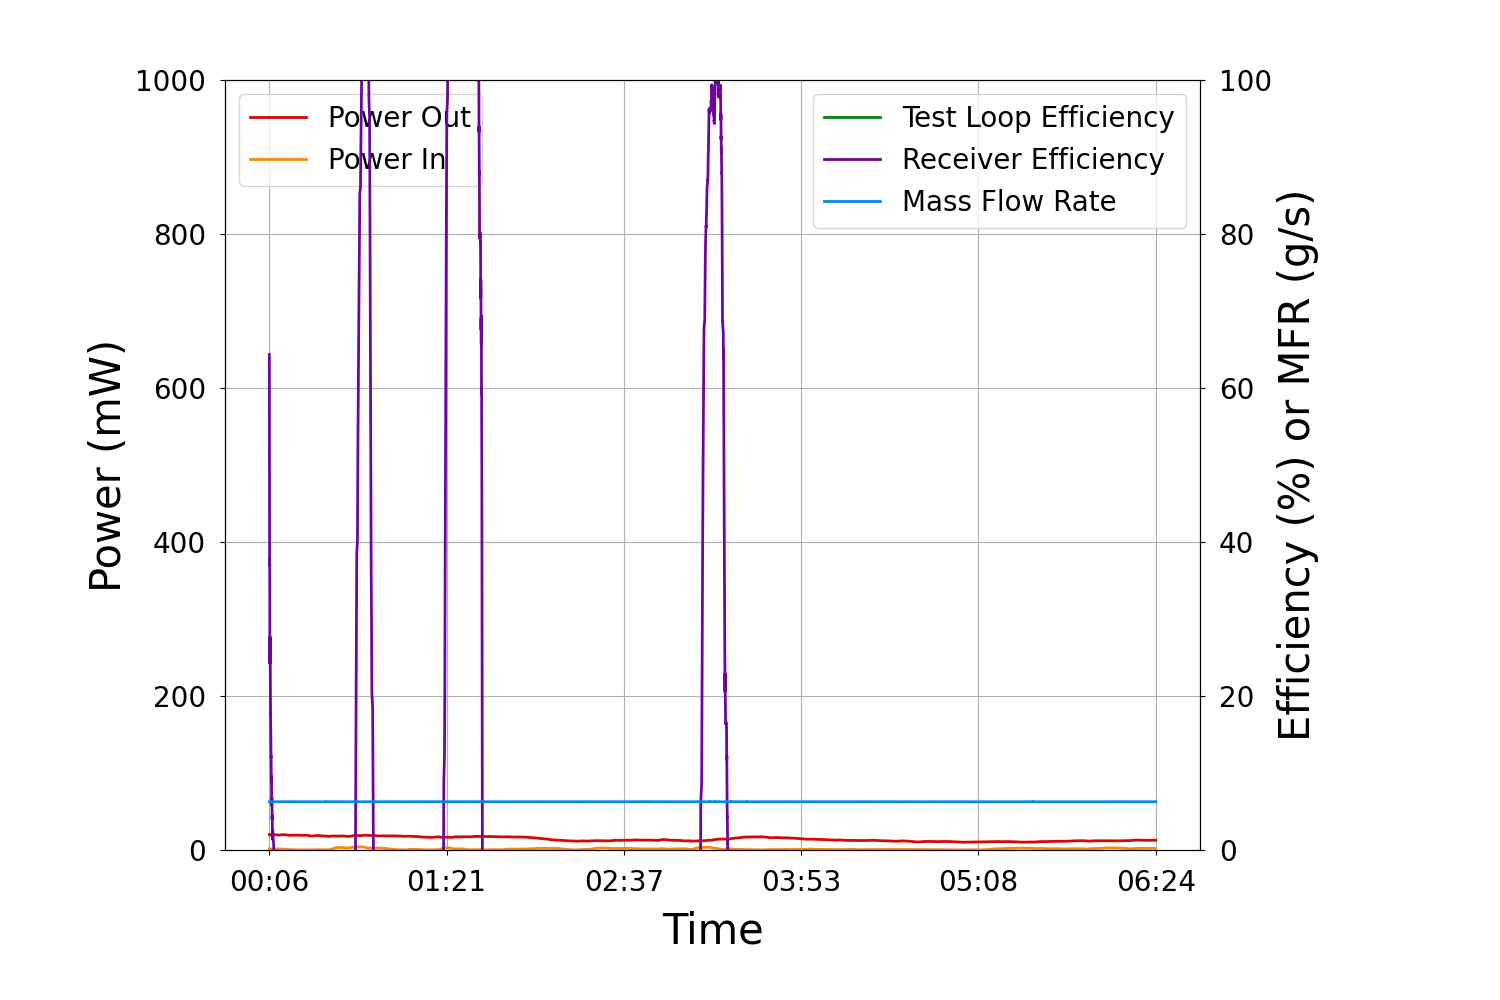 1000
800
600
400
200
0
Power (mW)
Power Out
Power In
Test Loop Efficiency
Receiver Efficiency
Mass Flow Rate
100
80
60
40
20
0
Efficiency (%) or MFR (g/s)
00:06 01:21 02:37 03:53 05:08 06:24
Time